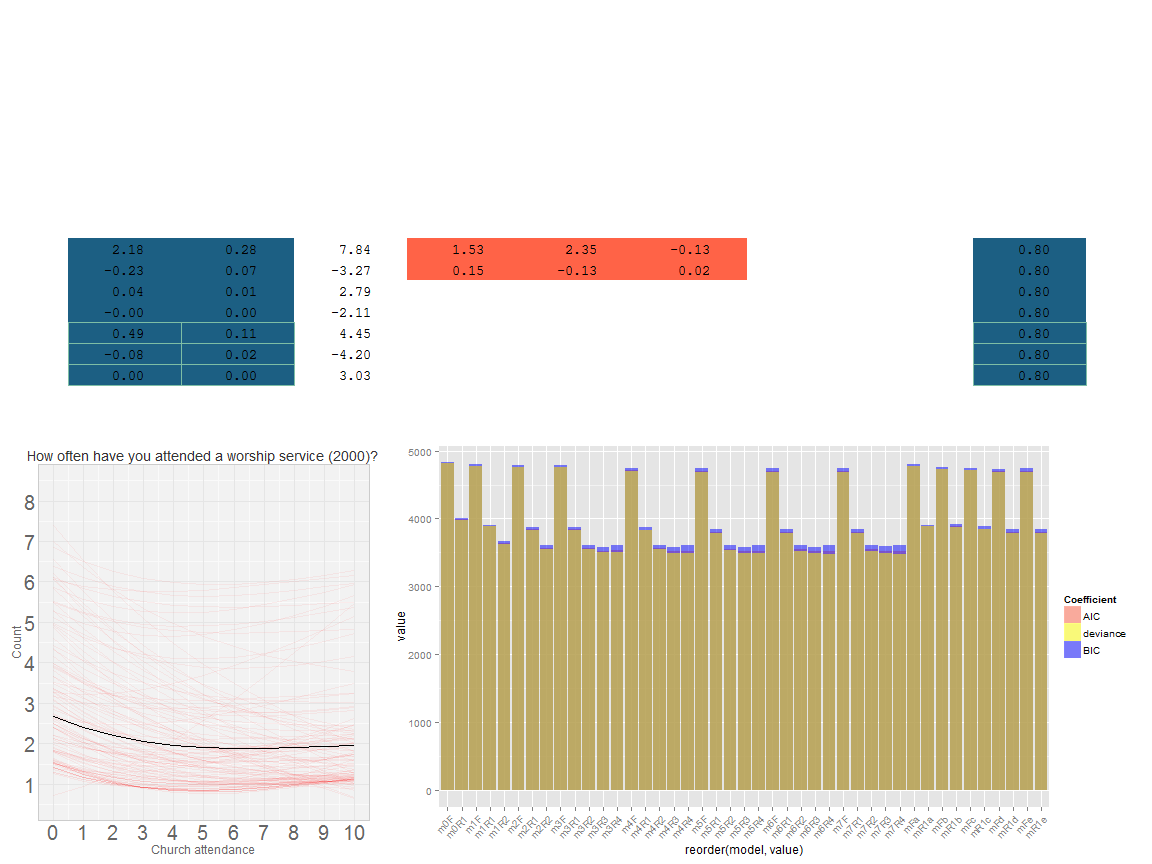 2.18 0.28 7.84 1.53 2.35 -0.13 0.80
-0.23 0.07 -3.27 0.15 -0.13 0.02 0.80
0.04 0.01 2.79 0.80
-0.00 0.00 -2.11 0.80
0.49 0.11 4.45 0.80
-0.08 0.02 -4.20 0.80
0.00 0.00 3.03 0.80
How often have you attended a worship service (2000)?
Count
8
7
6
5
4
3
2
1
0 1 2 3 4 5 6 7 8 9 10
Church attendance
value
5000
4000
3000
2000
1000
0
m0F m0R1 m1F m1R1 m1R2 m2F m2R1 m2R2 m3F m3R1 m3R2 m3R3 m3R4 m4F m4R1 m4R2 m4R3 m4R4 m5F m5R1 m5R2 m5R3 m5R4 m6F m6R1 m6R2 m6R3 m6R4 m7F m7R1 m7R2 m7R3 m7R4 mFa mR1a mFb mR1b mFc mR1c mFd mR1d mFe mR1e
reorder(model, value)
Coefficient
AIC
deviance
BIC